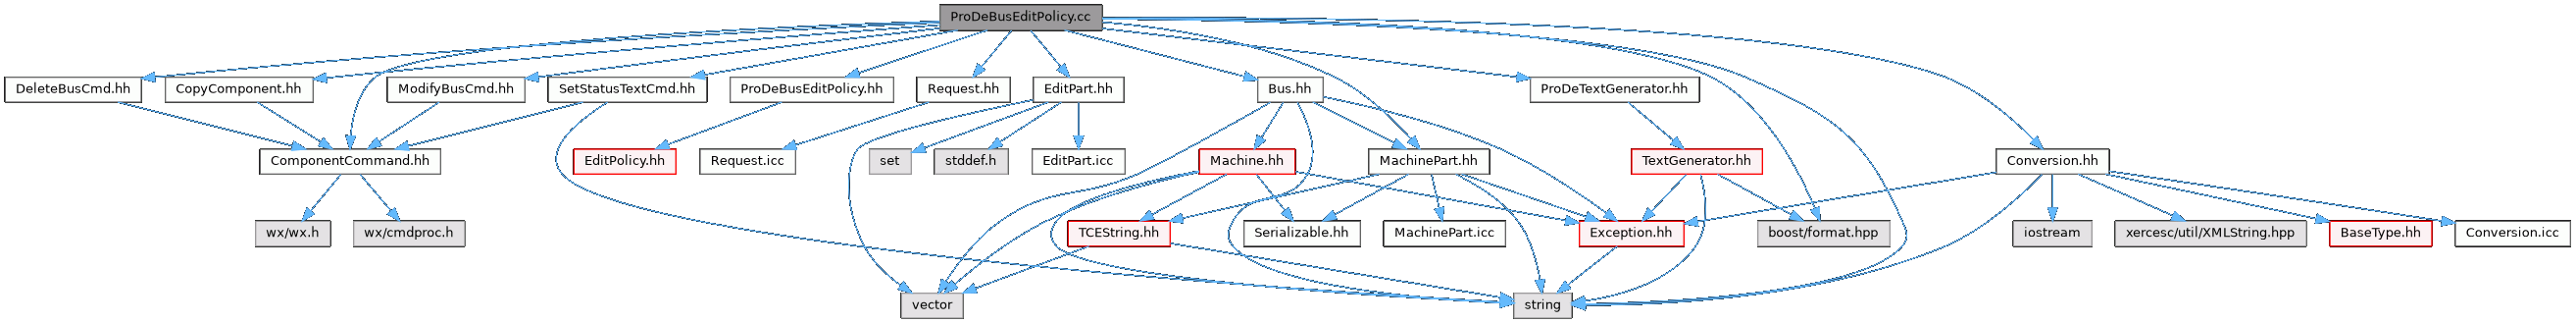 ProDeBusEditPolicy.cc
DeleteBusCmd.hh
CopyComponent.hh
ModifyBusCmd.hh
SetStatusTextCmd.hh
ProDeBusEditPolicy.hh
Request.hh
EditPart.hh
Bus.hh
ProDeTextGenerator.hh
ComponentCommand.hh
EditPolicy.hh
Request.icc
set
stddef.h
EditPart.icc
Machine.hh
MachinePart.hh
TextGenerator.hh
Conversion.hh
wx/wx.h
wx/cmdproc.h
TCEString.hh
Serializable.hh
MachinePart.icc
Exception.hh
boost/format.hpp
iostream
xercesc/util/XMLString.hpp
BaseType.hh
Conversion.icc
vector
string